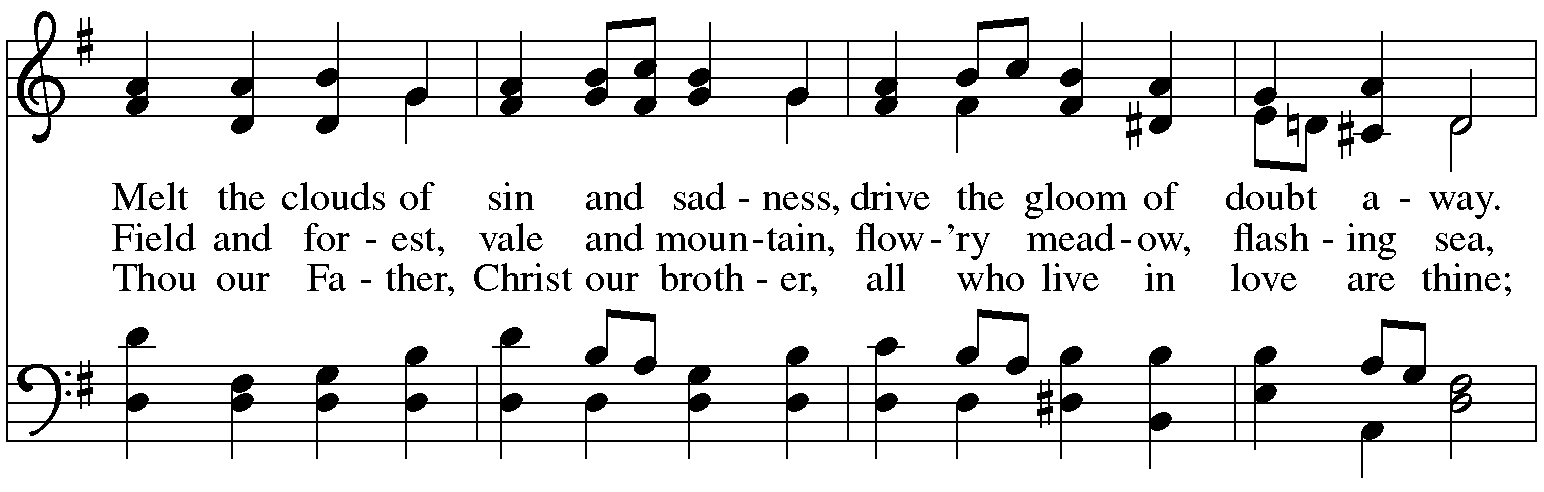 Melt the clouds of sin and sad - ness, drive the gloom of doubt a - way.
Field and for - est, vale and moun - tain, flow - 'ry mead - ow, flash - ing sea,
Thou our Fa - ther, Christ our broth - er, all who live in love are thine;